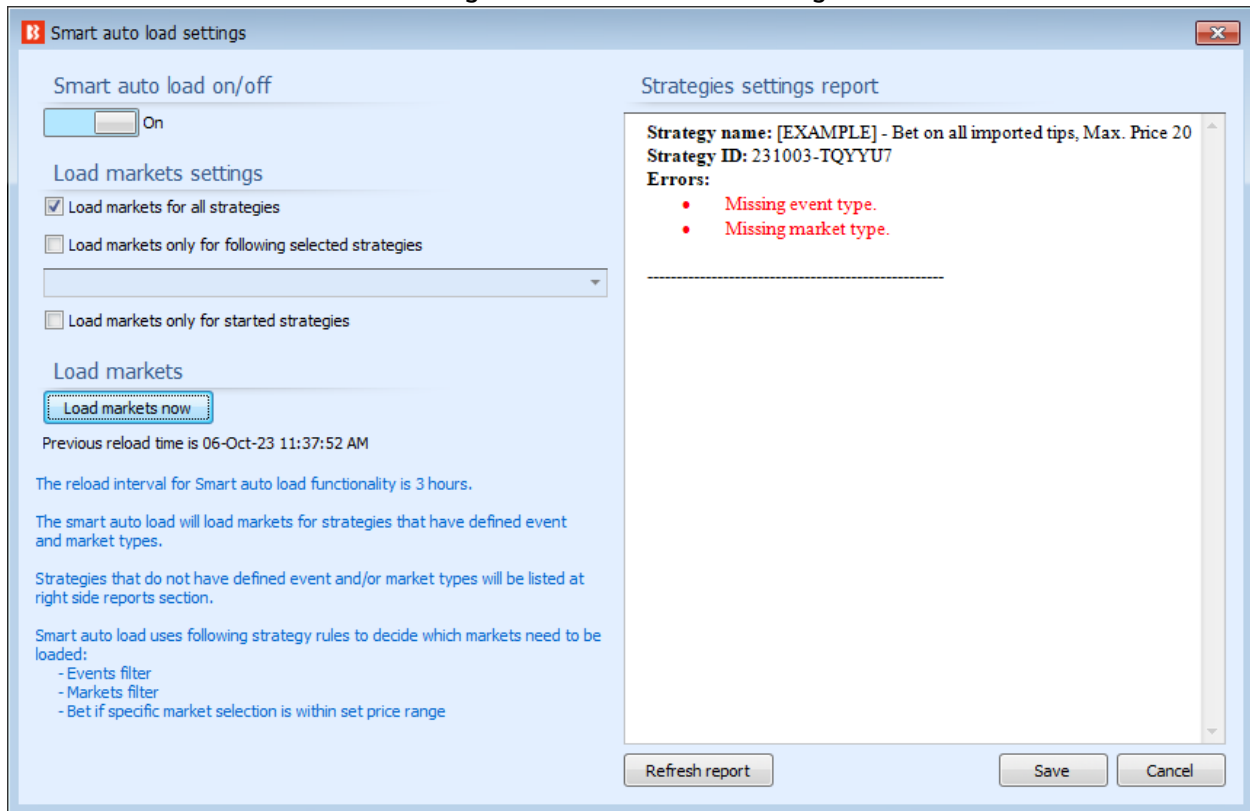 Smart auto load settings
Smart auto load on/off
On
Load markets settings
Load markets for all strategies
Load markets only for following selected strategies
Load markets only for started strategies
Load markets
Load markets now
Previous reload time is 06-Oct-23 11:37:52 AM
The reload interval for Smart auto load functionality is 3 hours.
The smart auto load will load markets for strategies that have defined event
and market types.
Strategies that do not have defined event and/or market types will be listed at
right side reports section.
Smart auto load uses following strategy rules to decide which markets need to be
loaded:
- Events filter
- Markets filter
- Bet if specific market selection is within set price range
Strategies settings report
Strategy name: [EXAMPLE] - Bet on all imported tips, Max. Price 20
Strategy ID: 231003-TQYYU7
Errors:
• Missing event type.
• Missing market type.
--------------------------------------------------
Refresh report
Save
Cancel